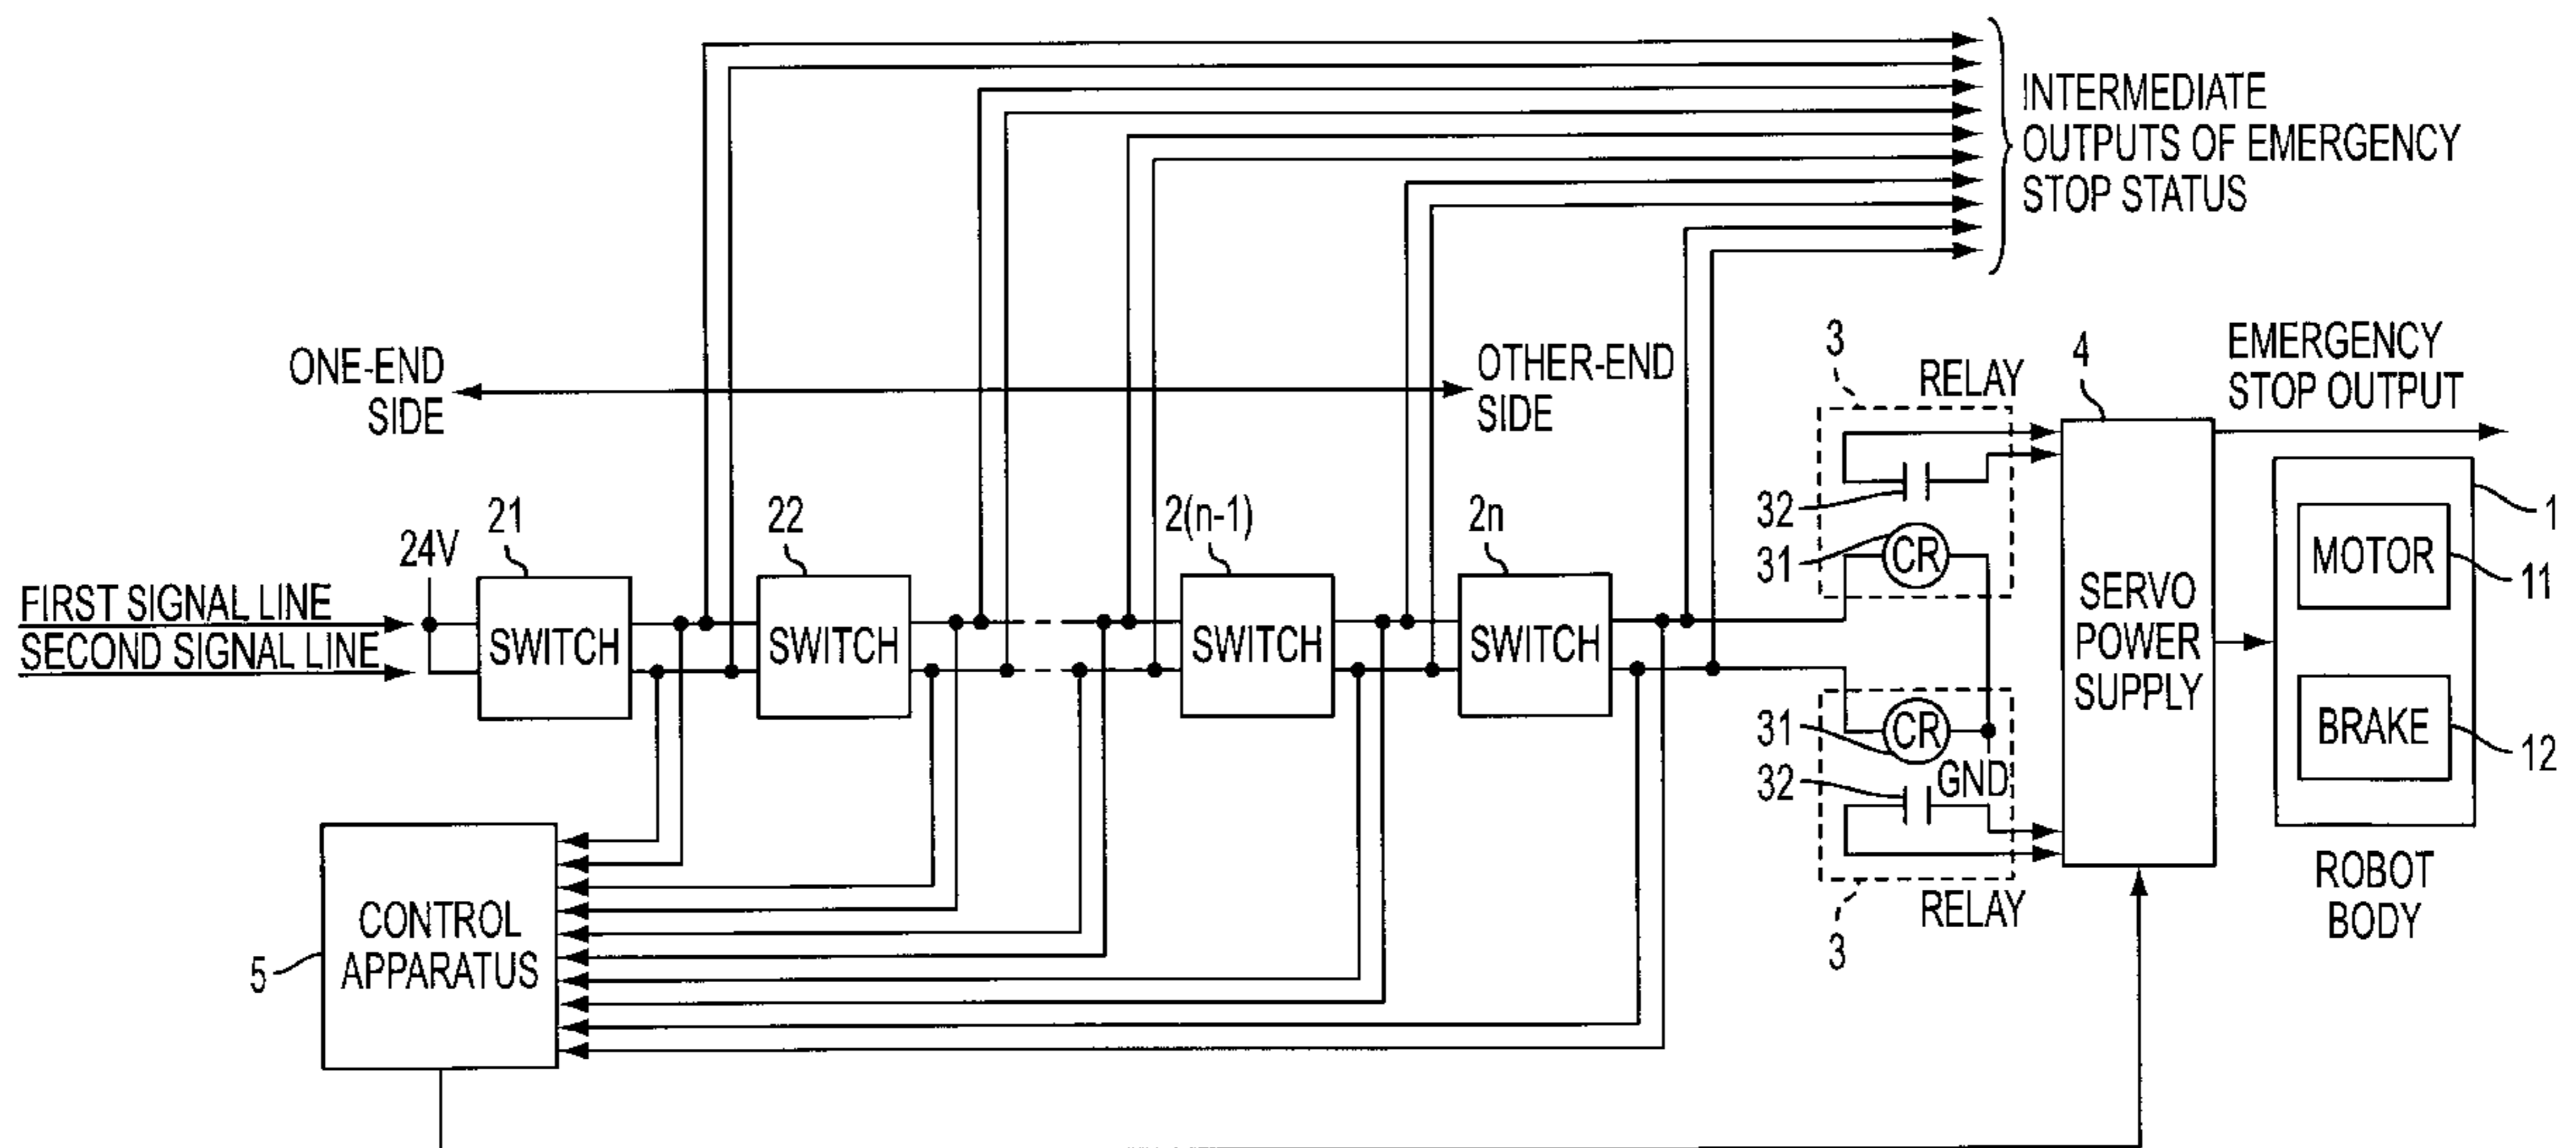 INTERMEDIATE
OUTPUTS OF EMERGENCY
STOP STATUS
ONE-END
SIDE
OTHER-END
SIDE
3
RELAY
4
EMERGENCY
STOP OUTPUT
24V
21
22
2(n-1)
2n
32
31
CR
1
FIRST SIGNAL LINE
SECOND SIGNAL LINE
SWITCH
SWITCH
SWITCH
SWITCH
SERVO
POWER
SUPPLY
MOTOR
11
31
CR
32
GND
BRAKE
12
3
RELAY
ROBOT
BODY
5
CONTROL
APPARATUS